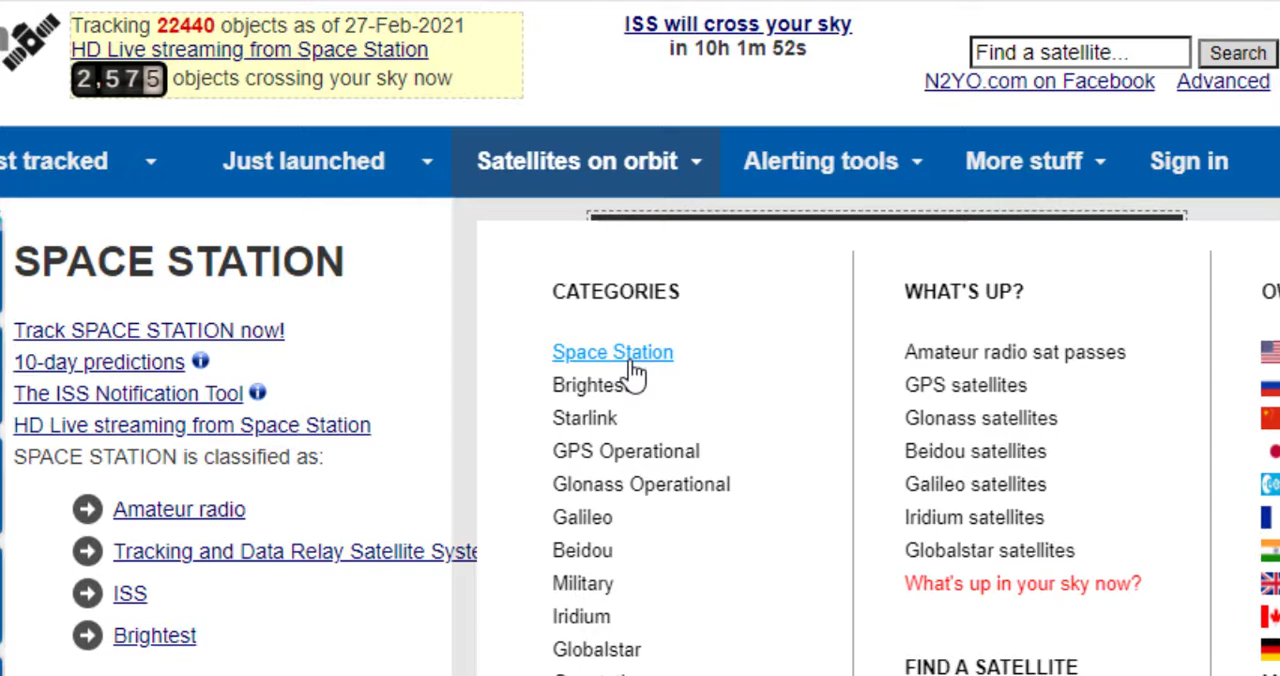 Tracking 22440 objects as of 27-Feb-2021
HD Live streaming from Space Station
2,575 objects crossing your sky now
ISS will cross your sky
in 10h 1m 52s
Find a satellite...
Search
N2YO.com on Facebook
Advanced
st tracked
Just launched
Satellites on orbit
Alerting tools
More stuff
Sign in
SPACE STATION
Track SPACE STATION now!
10-day predictions
The ISS Notification Tool
HD Live streaming from Space Station
SPACE STATION is classified as:
Amateur radio
Tracking and Data Relay Satellite Syste
ISS
Brightest
CATEGORIES
Space Station
Brightes
Starlink
GPS Operational
Glonass Operational
Galileo
Beidou
Military
Iridium
Globalstar
WHAT'S UP?
Amateur radio sat passes
GPS satellites
Glonass satellites
Beidou satellites
Galileo satellites
Iridium satellites
Globalstar satellites
What's up in your sky now?
FIND A SATELLITE